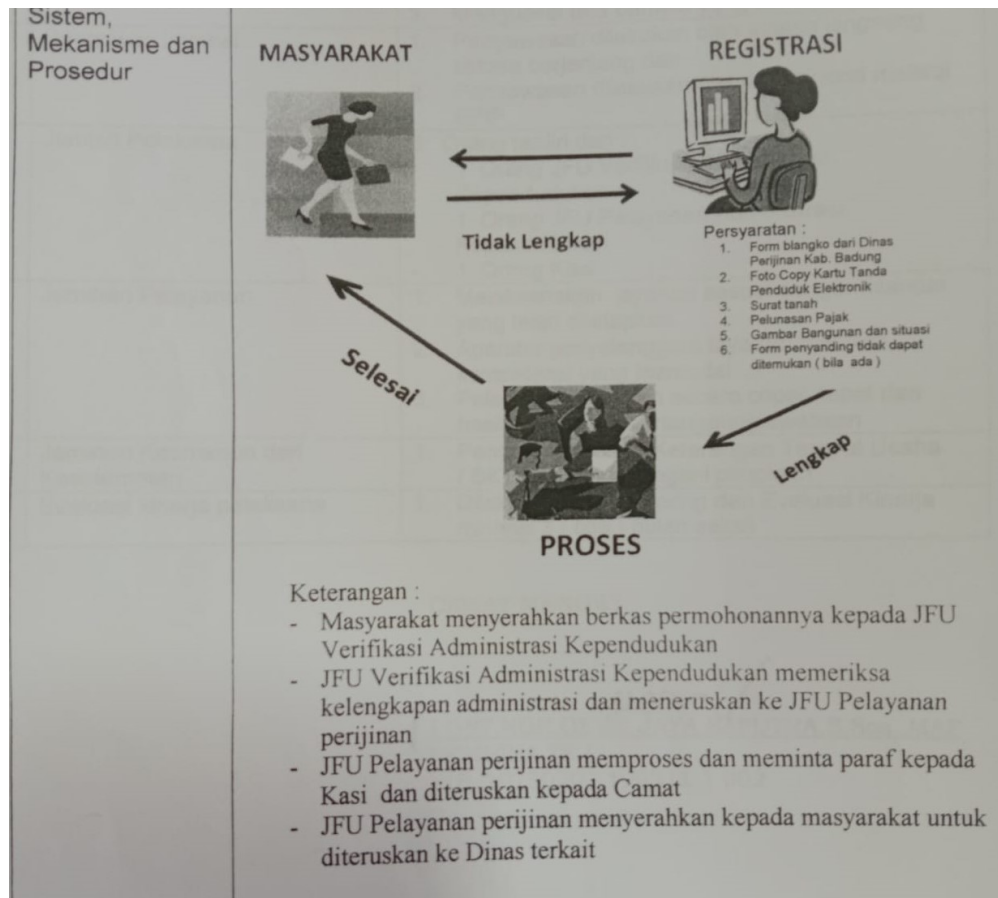 Sistem,
Mekanisme dan
Prosedur
MASYARAKAT
REGISTRASI
Tidak Lengkap
Persyaratan :
1. Form blangko dari Dinas
Perijinan Kab. Badung
2. Foto Copy Kartu Tanda
Penduduk Elektronik
3. Surat tanah
4. Pelunasan Pajak
5. Gambar Bangunan dan situasi
6. Form penyanding tidak dapat
ditemukan ( bila ada )
Selesai
Lengkap
PROSES
Keterangan :
- Masyarakat menyerahkan berkas permohonannya kepada JFU
Verifikasi Administrasi Kependudukan
- JFU Verifikasi Administrasi Kependudukan memeriksa
kelengkapan administrasi dan meneruskan ke JFU Pelayanan
perijinan
- JFU Pelayanan perijinan memproses dan meminta paraf kepada
Kasi dan diteruskan kepada Camat
- JFU Pelayanan perijinan menyerahkan kepada masyarakat untuk
diteruskan ke Dinas terkait